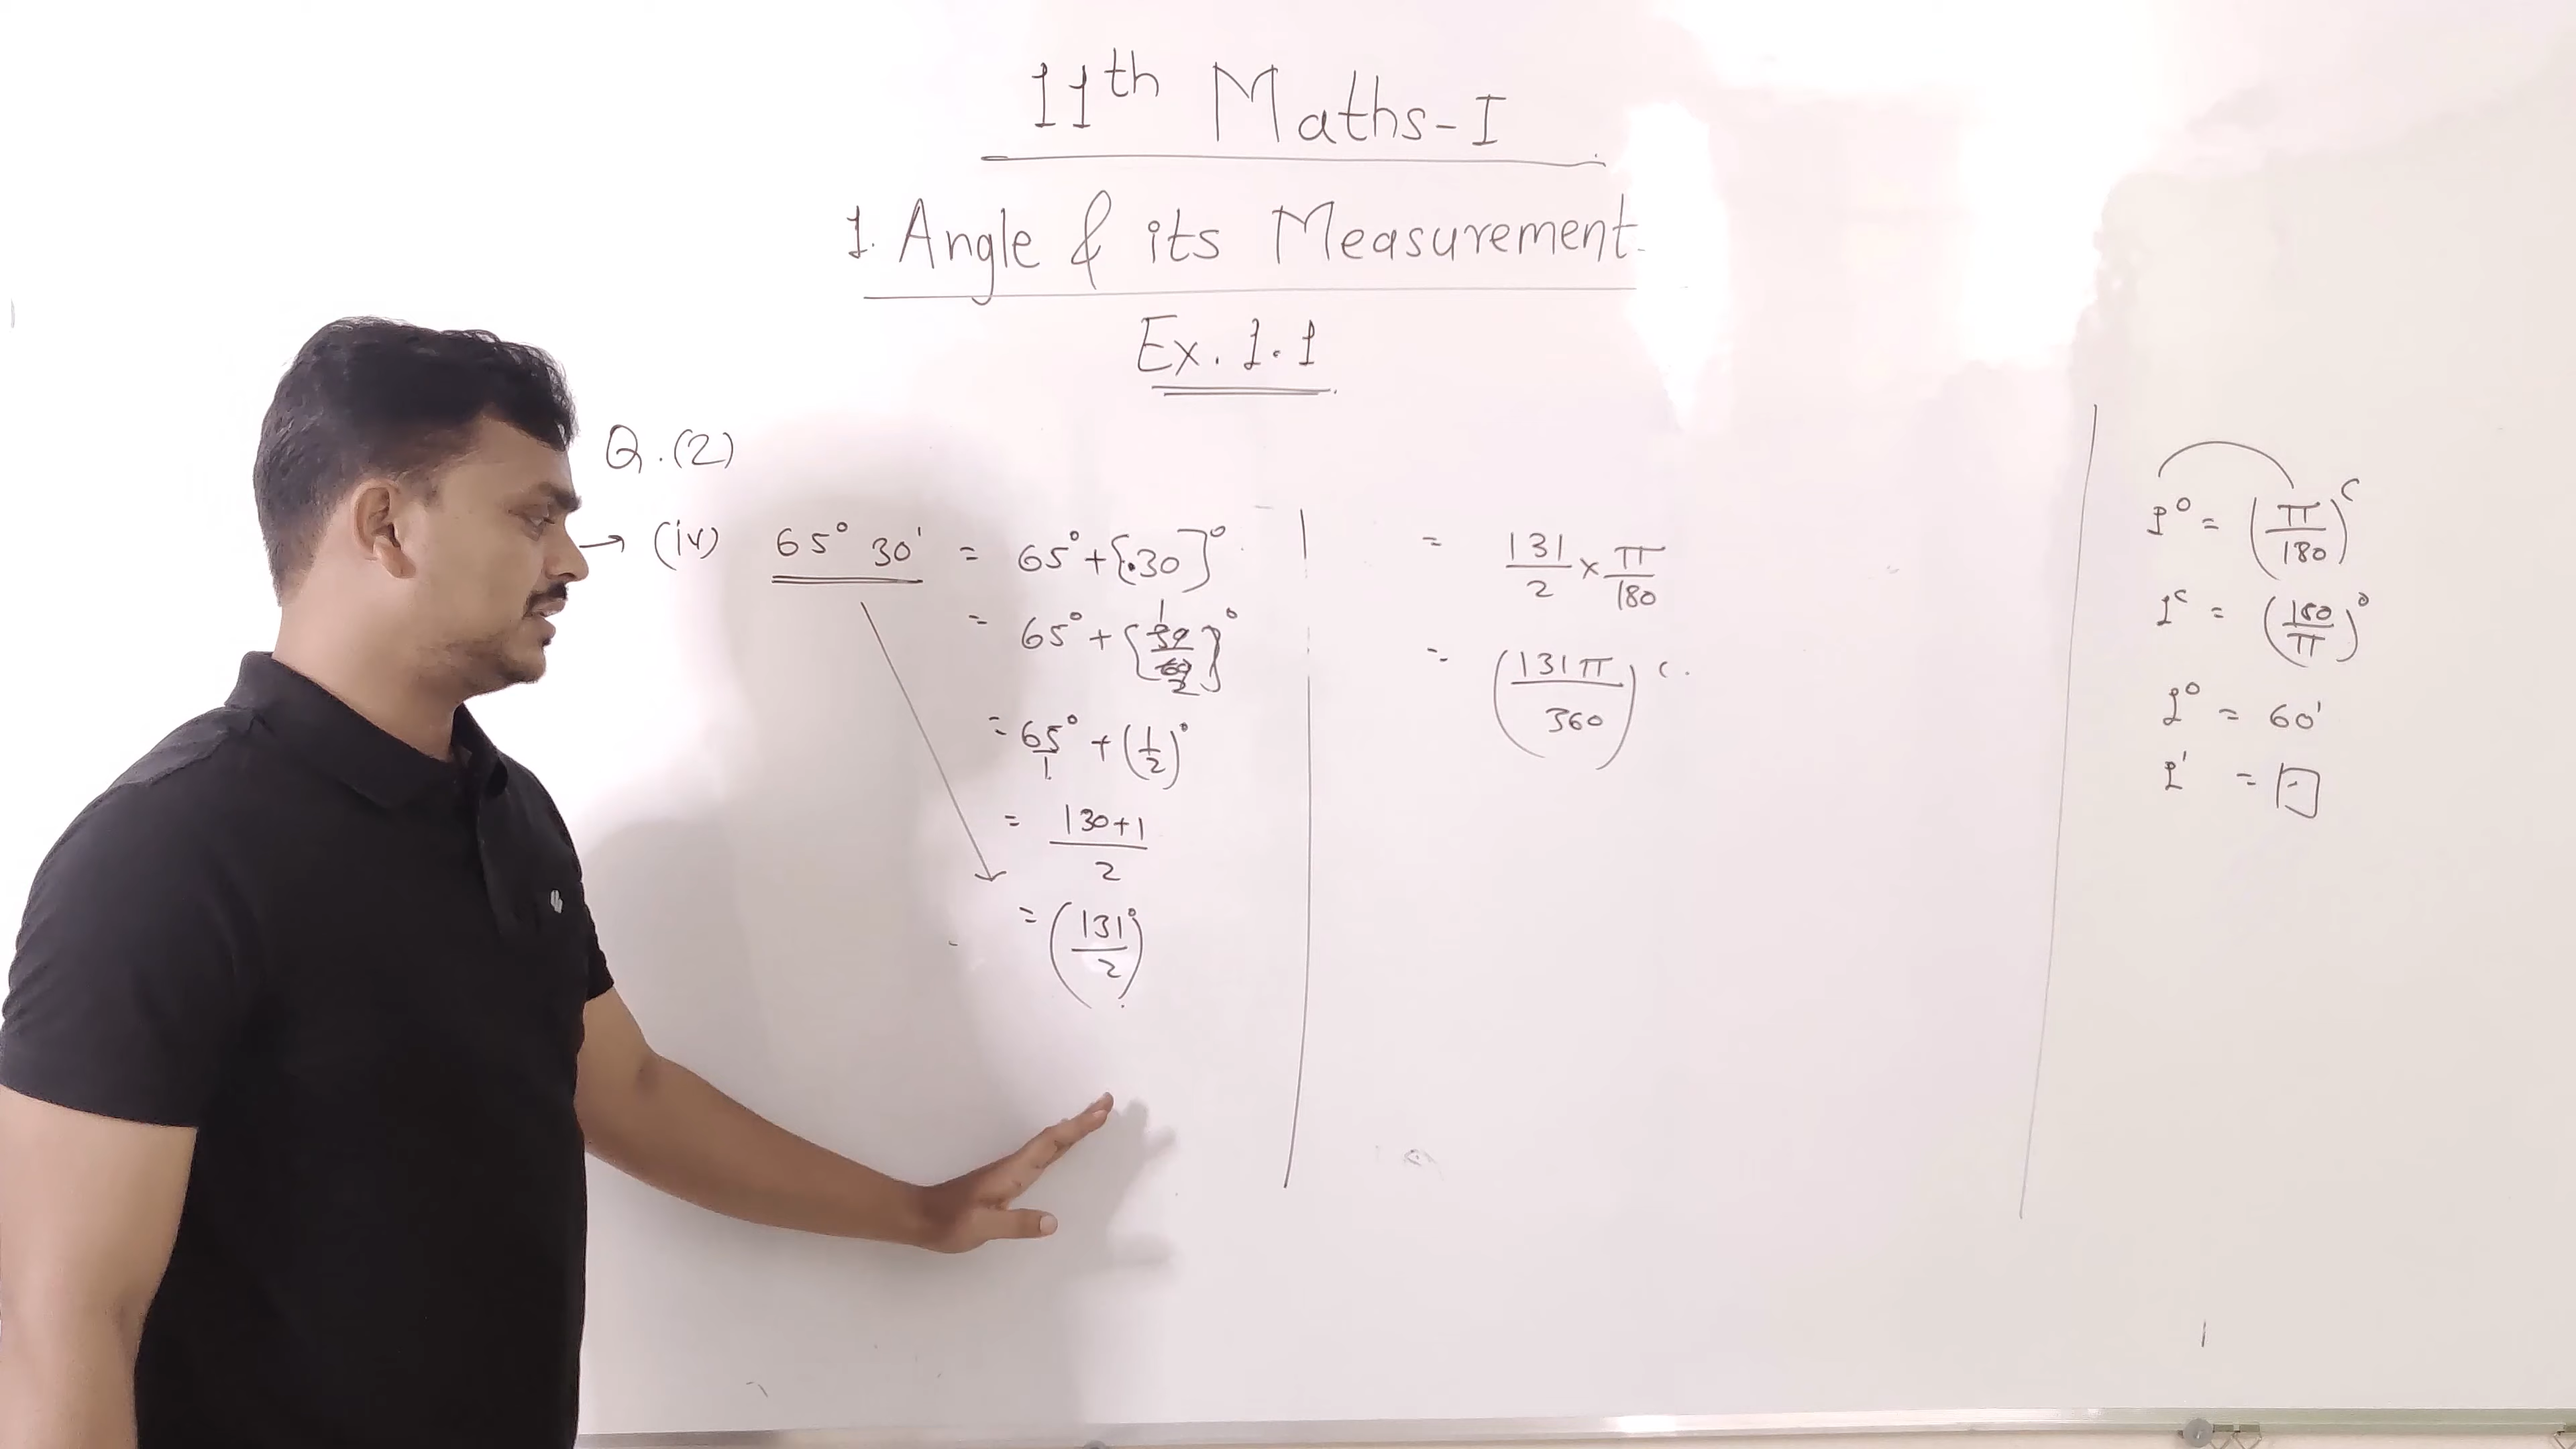 11th Maths-I
1. Angle & its Measurement.
Ex. 1.1
Q.(2)
→ (iv) 65° 30' = 65° + [.30]°
= 65° + [30/60]° 1 2
= 65°/1 + (1/2)°
= 130+1/2
= (131/2)°
= 131/2 × π/180
= (131π/360)ᶜ.
1° = (π/180)ᶜ
1ᶜ = (180/π)°
1° = 60'
1' =